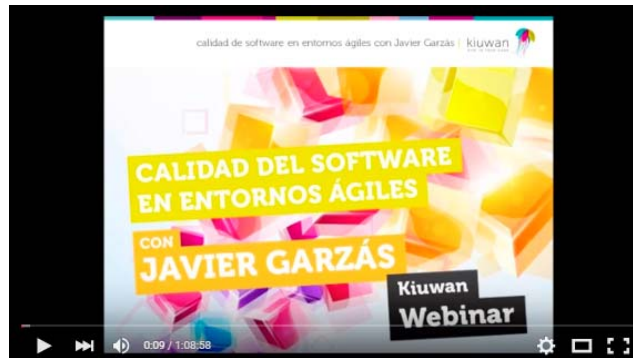 calidad de software en entornos ágiles con Javier Garzás | kiuwan
CALIDAD DEL SOFTWARE
EN ENTORNOS ÁGILES
CON
JAVIER GARZÁS
Kiuwan
Webinar
0:09 / 1:08:58